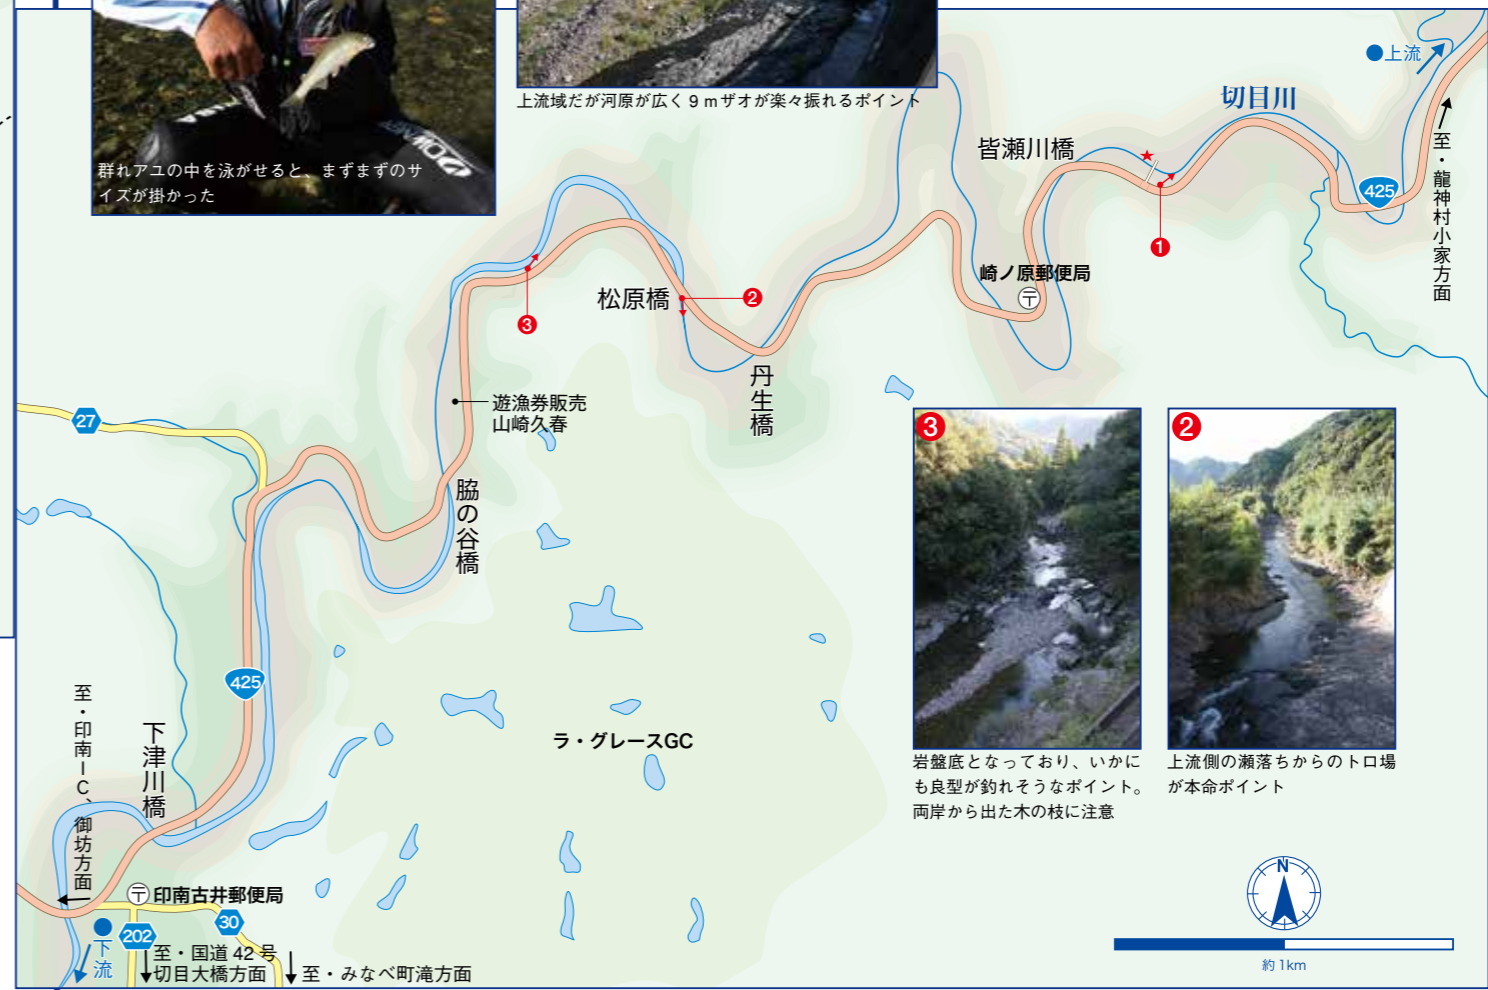 群れアユの中を泳がせると、まずまずのサ
イズが掛かった
上流域だが河原が広く9mザオが楽々振れるポイント
●上流
切目川
皆瀬川橋
425
至・龍神村小家方面
❶
崎ノ原郵便局
〒
松原橋
❷
❸
丹生橋
遊漁券販売
山崎久春
27
脇の谷橋
❸
❷
岩盤底となっており、いかに
も良型が釣れそうなポイント。
両岸から出た木の枝に注意
上流側の瀬落ちからのトロ場
が本命ポイント
425
ラ・グレースGC
下津川橋
至・印南IC、御坊方面
〒印南古井郵便局
30
202
●下流
至・国道42号
切目大橋方面
至・みなべ町滝方面
N
約1km